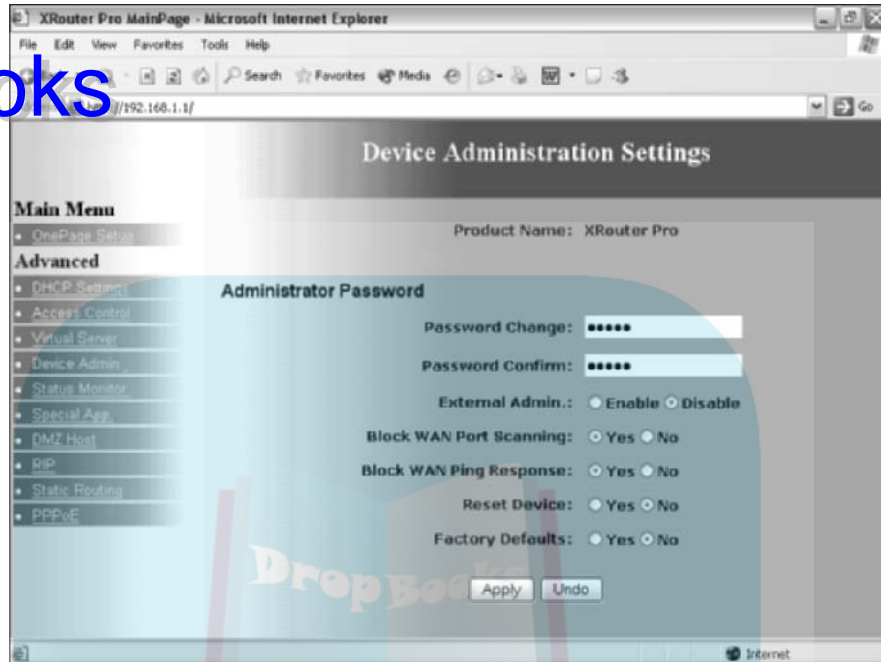 XRouter Pro MainPage - Microsoft Internet Explorer
File Edit View Favorites Tools Help
Search Favorites Media
oks
//192.168.1.1/
Go
Device Administration Settings
Main Menu
OnePage Setup
Advanced
DHCP Settings
Access Control
Virtual Server
Device Admin
Status Monitor
Special App.
DMZ Host
RIP
Static Routing
PPPoE
Product Name: XRouter Pro
Administrator Password
Password Change: •••••
Password Confirm: •••••
External Admin.: Enable Disable
Block WAN Port Scanning: Yes No
Block WAN Ping Response: Yes No
Reset Device: Yes No
Factory Defaults: Yes No
DropBooks
Apply Undo
Internet